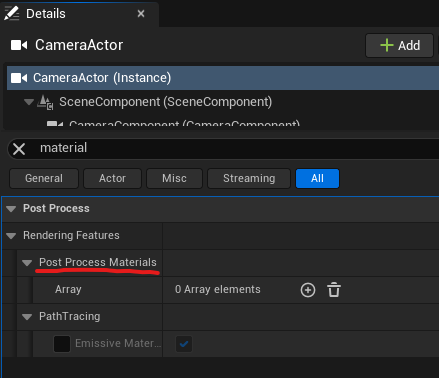 Details
CameraActor
Add
CameraActor (Instance)
SceneComponent (SceneComponent)
CameraComponent (CameraComponent)
material
General Actor Misc Streaming All
Post Process
Rendering Features
Post Process Materials
Array 0 Array elements
PathTracing
Emissive Mater...